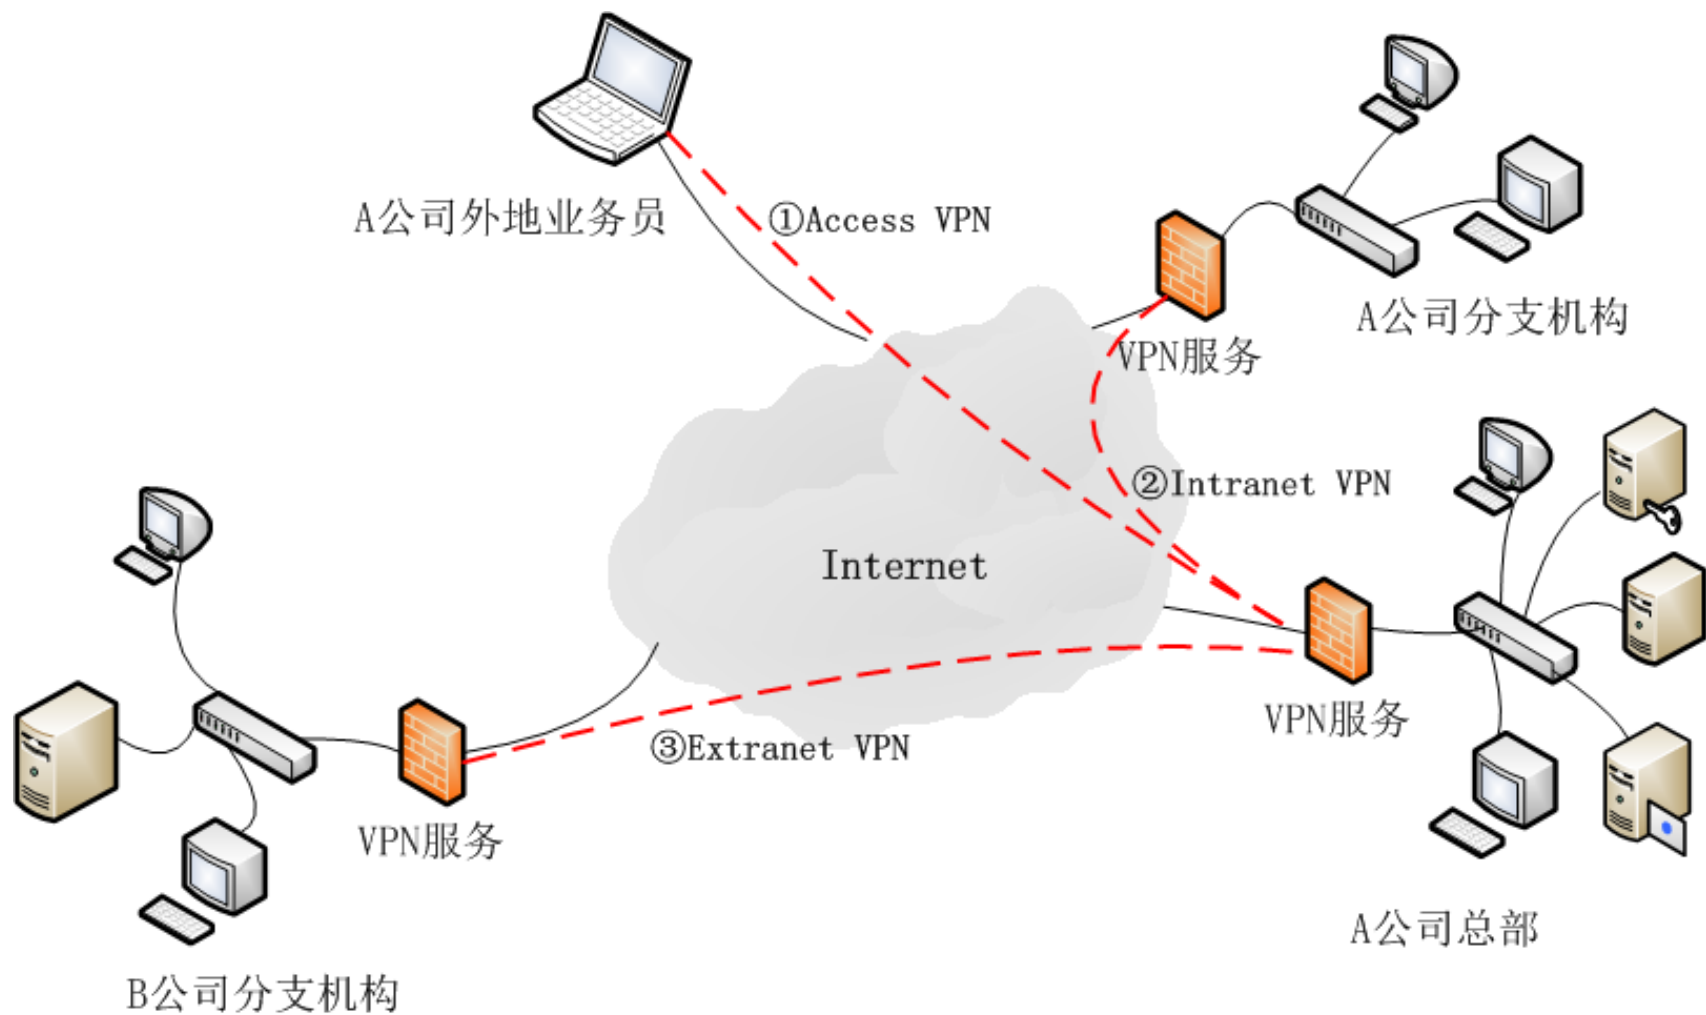 A公司外地业务员
①Access VPN
A公司分支机构
VPN服务
②Intranet VPN
Internet
VPN服务
③Extranet VPN
VPN服务
A公司总部
B公司分支机构